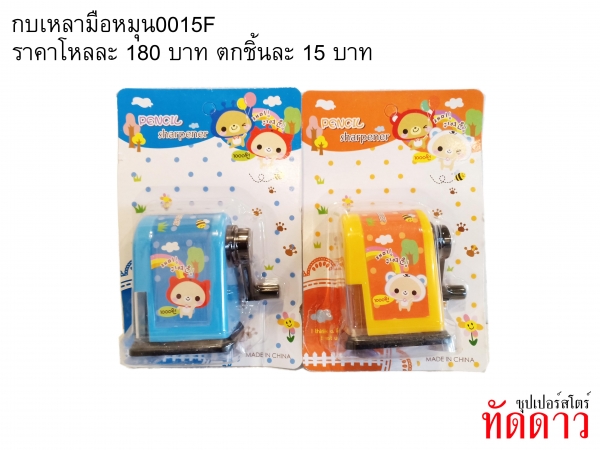 กบเหลามือหมุน0015F
ราคาโหลละ 180 บาท ตกชิ้นละ 15 บาท
PENCIL
sharpener
PENCIL
sharpener
MADE IN CHINA
MADE IN CHINA
ซุปเปอร์สโตร์
ทัดดาว